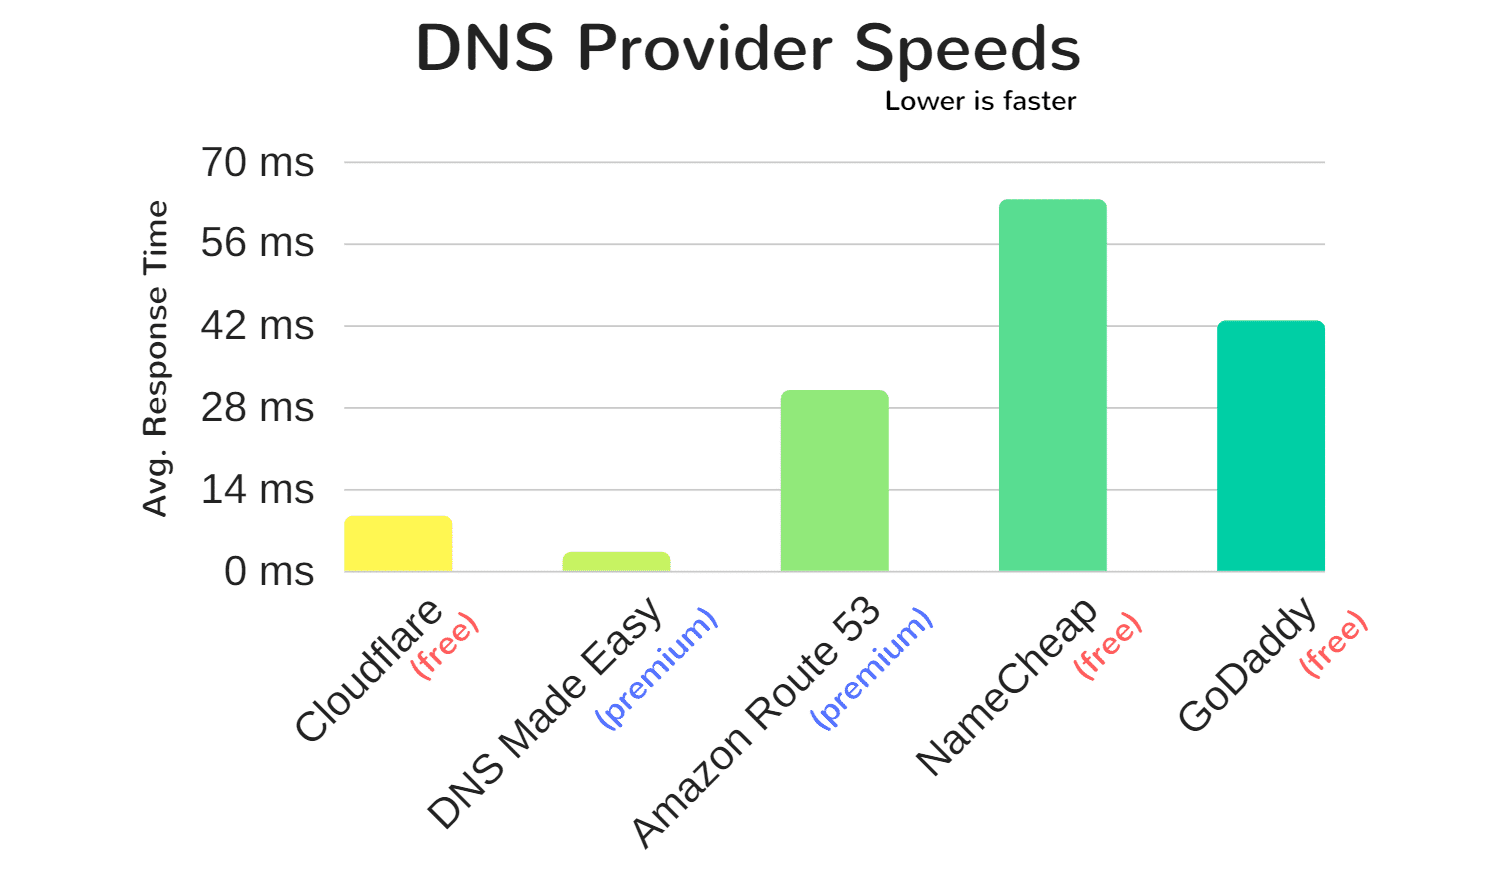 DNS Provider Speeds
Lower is faster
Avg. Response Time
70 ms
56 ms
42 ms
28 ms
14 ms
0 ms
Cloudflare
(free)
DNS Made Easy
(premium)
Amazon Route 53
(premium)
NameCheap
(free)
GoDaddy
(free)